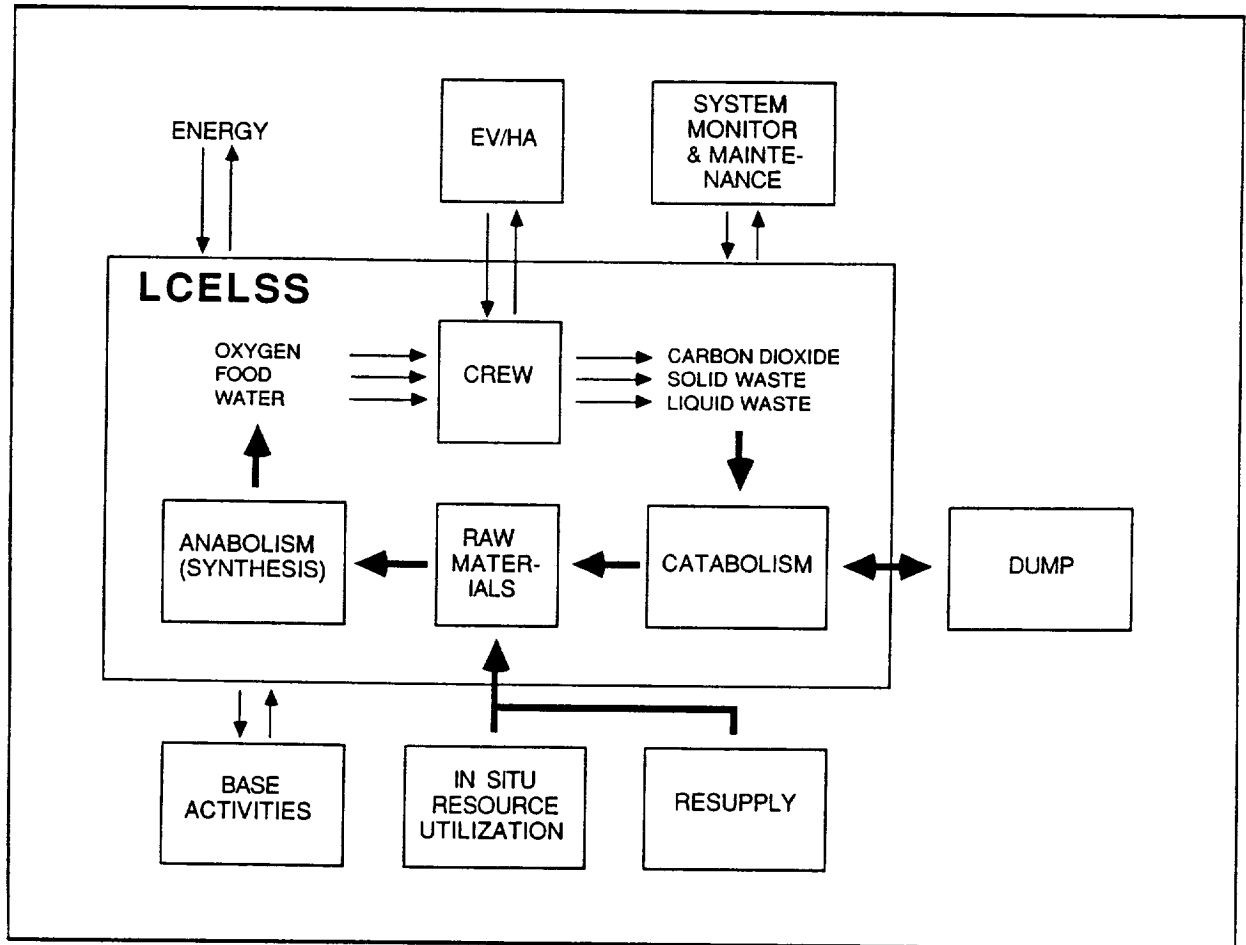 ENERGY
EV/HA
SYSTEM
MONITOR
& MAINTE-
NANCE
LCELSS
OXYGEN
FOOD
WATER
CREW
CARBON DIOXIDE
SOLID WASTE
LIQUID WASTE
ANABOLISM
(SYNTHESIS)
RAW
MATER-
IALS
CATABOLISM
DUMP
BASE
ACTIVITIES
IN SITU
RESOURCE
UTILIZATION
RESUPPLY